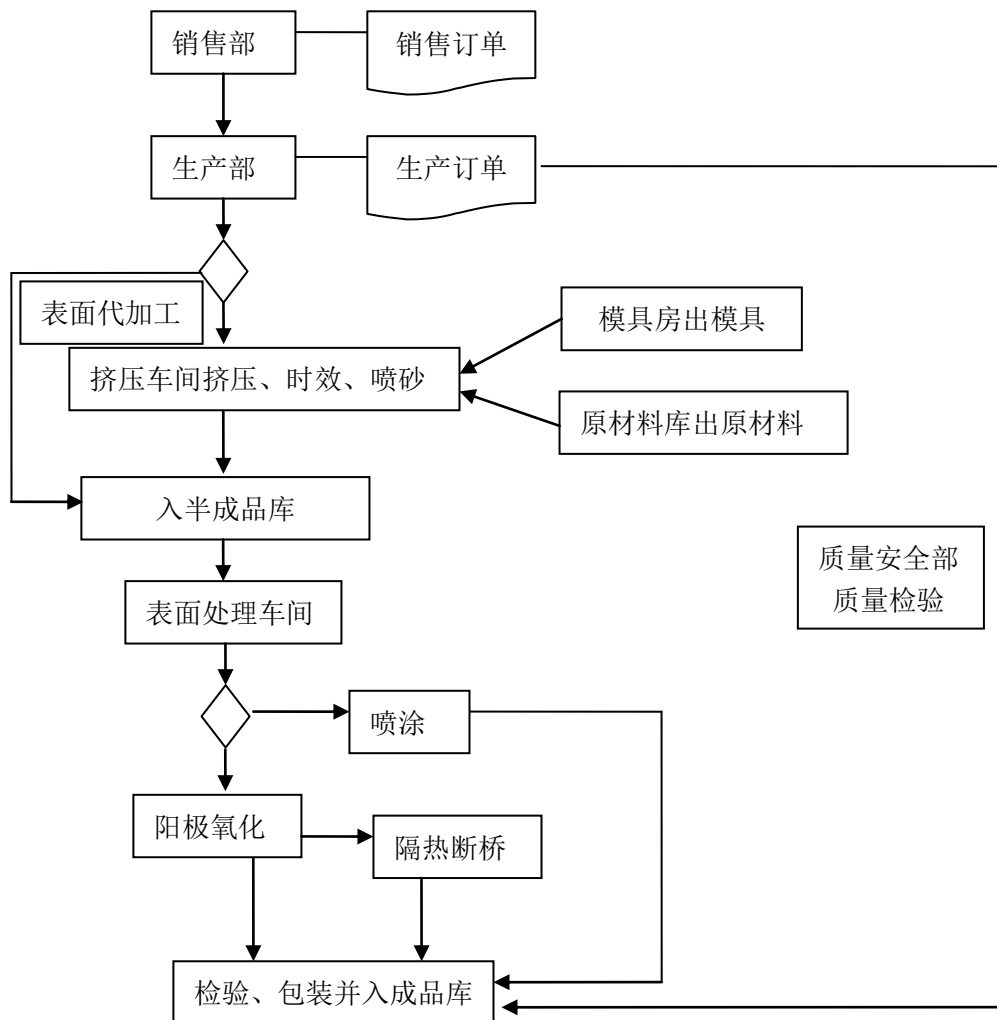 销售部
销售订单
生产部
生产订单
表面代加工
模具房出模具
挤压车间挤压、时效、喷砂
原材料库出原材料
入半成品库
质量安全部
质量检验
表面处理车间
喷涂
阳极氧化
隔热断桥
检验、包装并入成品库